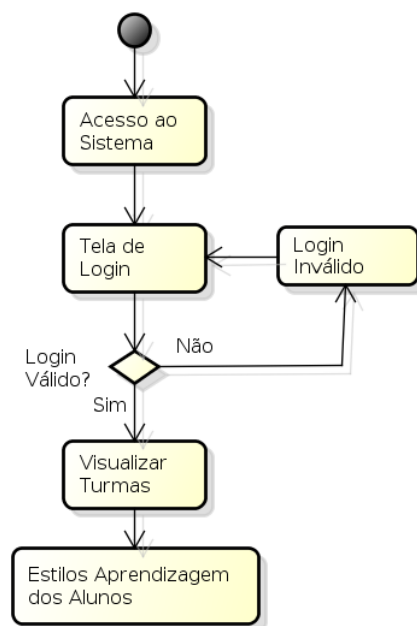 Acesso ao
Sistema
Tela de
Login
Login
Inválido
Login
Válido?
Não
Sim
Visualizar
Turmas
Estilos Aprendizagem
dos Alunos